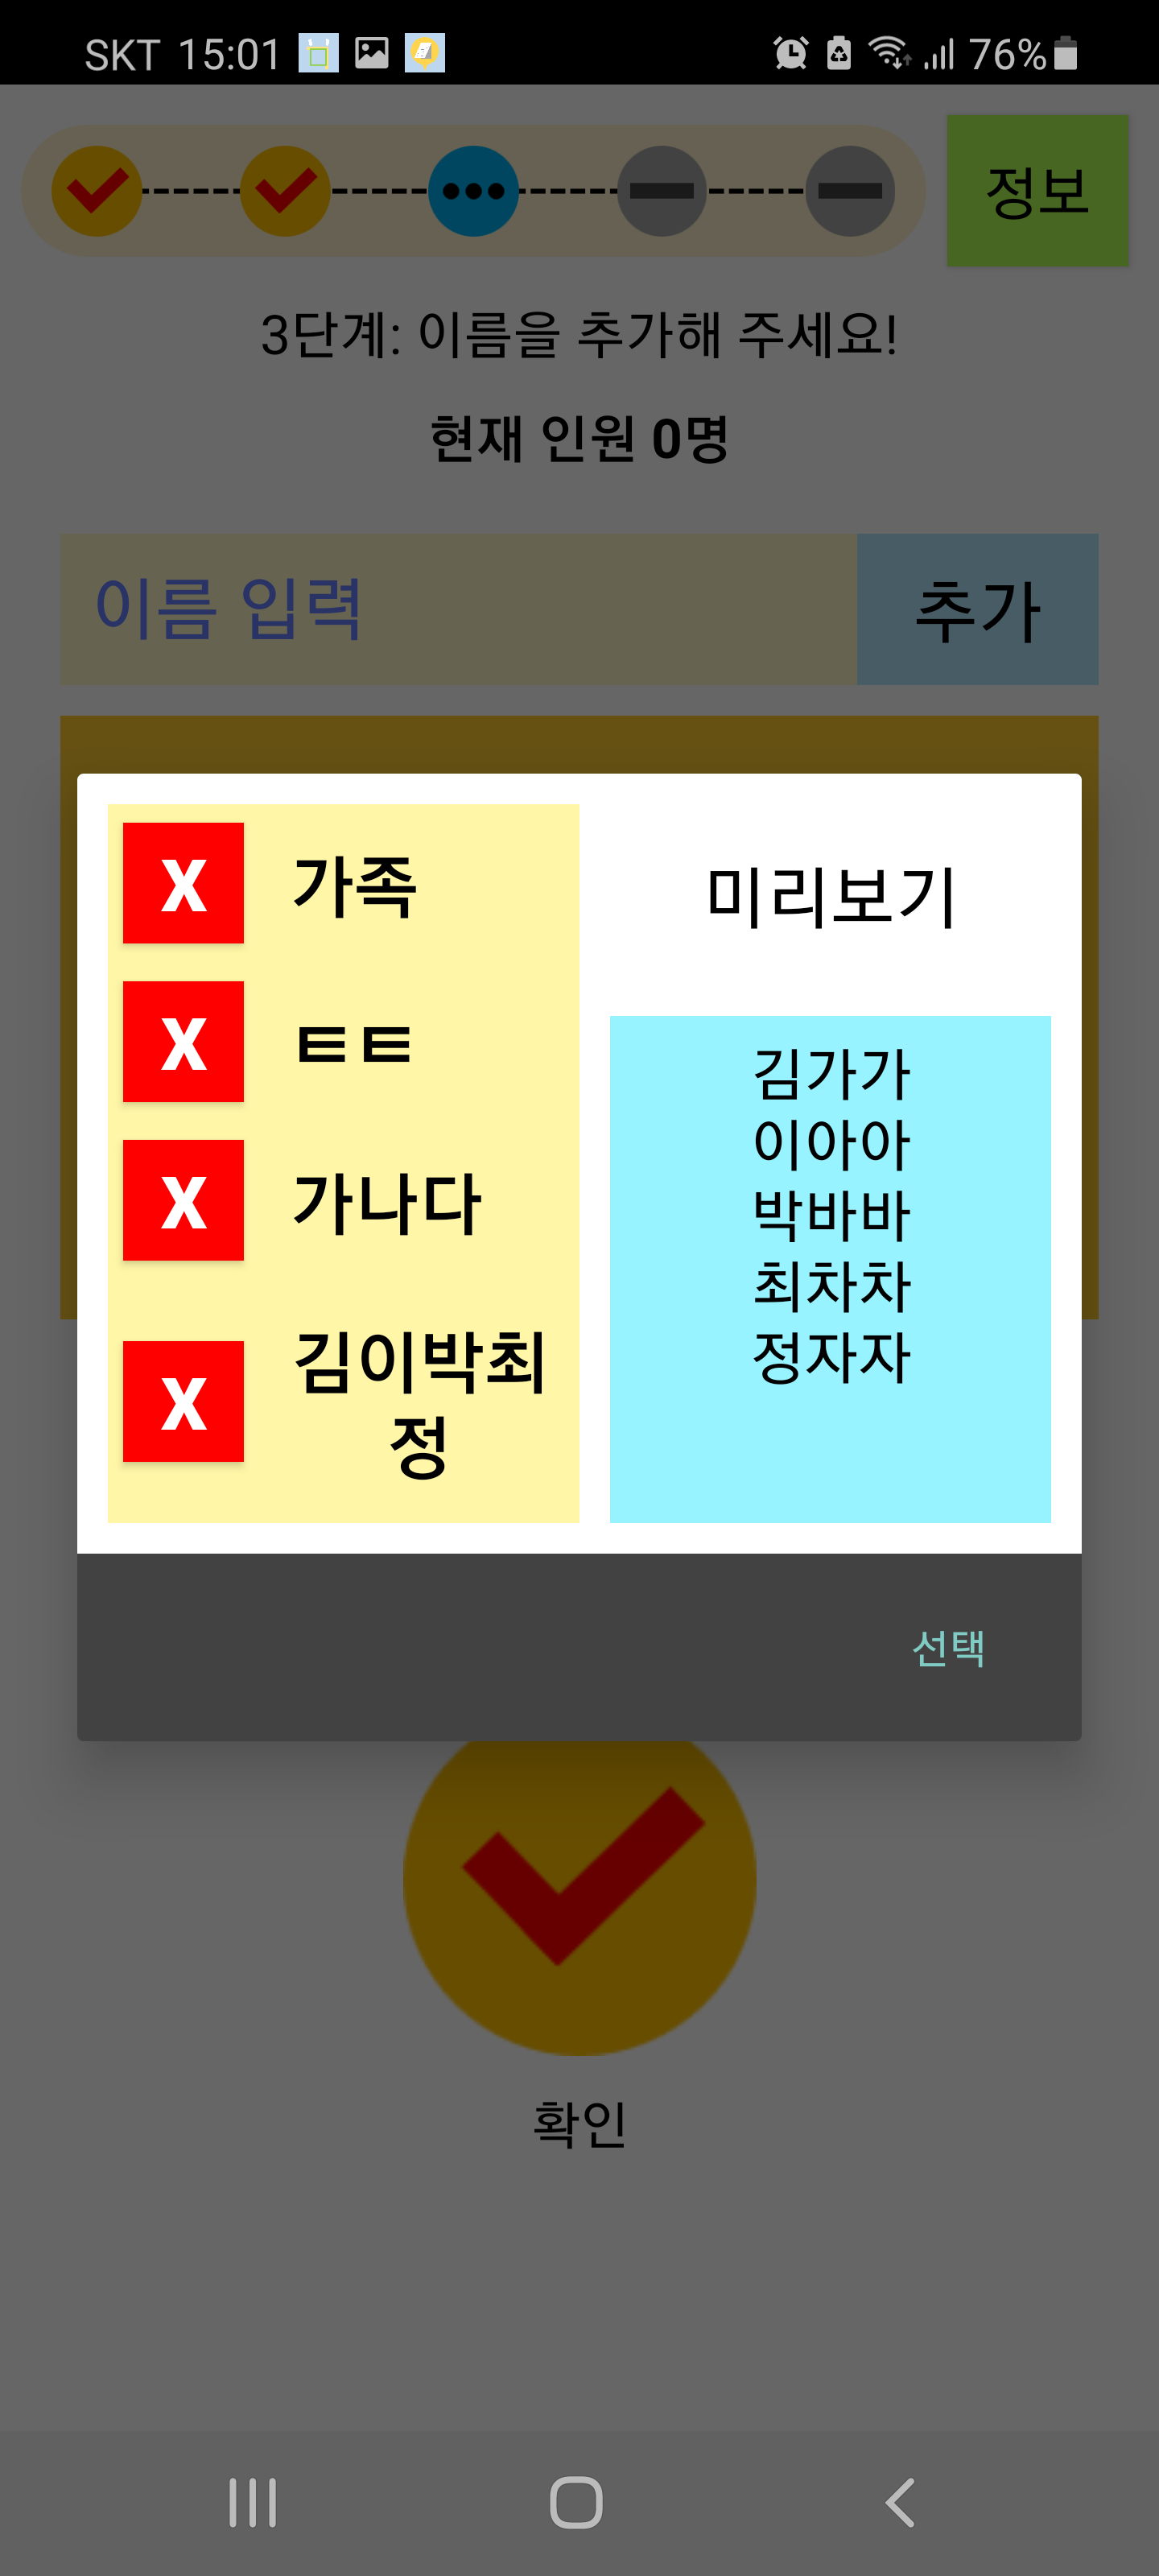 SKT 15:01 76%
정보
3단계: 이름을 추가해 주세요!
현재 인원 0명
이름 입력 추가
X 가족
X ㅌㅌ
X 가나다
X 김이박최
정
미리보기
김가가
이아아
박바바
최차차
정자자
선택
확인